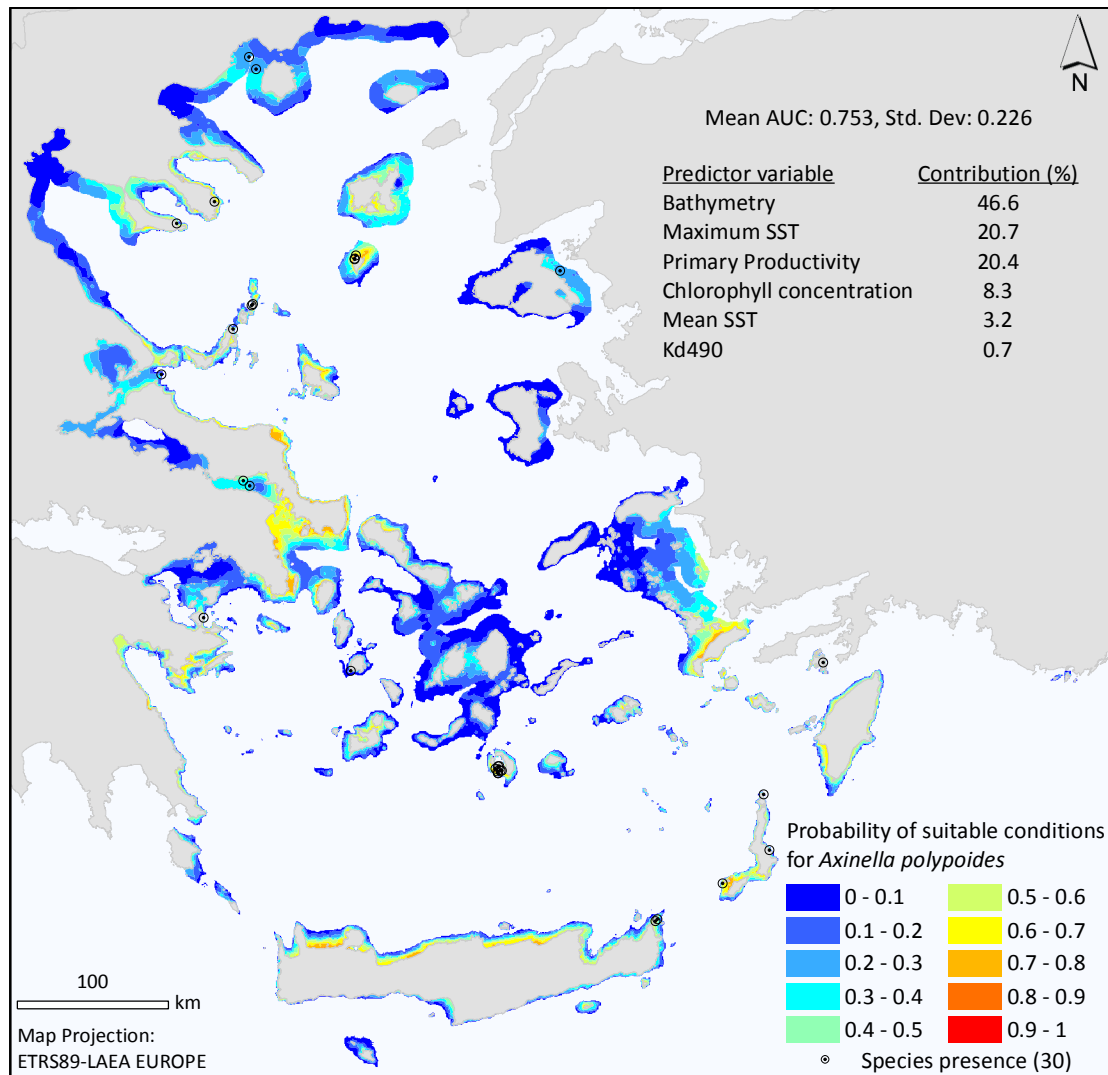 N
Mean AUC: 0.753, Std. Dev: 0.226
Predictor variable Contribution (%)
Bathymetry 46.6
Maximum SST 20.7
Primary Productivity 20.4
Chlorophyll concentration 8.3
Mean SST 3.2
Kd490 0.7
Probability of suitable conditions
for Axinella polypoides
0 - 0.1 0.5 - 0.6
0.1 - 0.2 0.6 - 0.7
0.2 - 0.3 0.7 - 0.8
0.3 - 0.4 0.8 - 0.9
0.4 - 0.5 0.9 - 1
Species presence (30)
100
km
Map Projection:
ETRS89-LAEA EUROPE